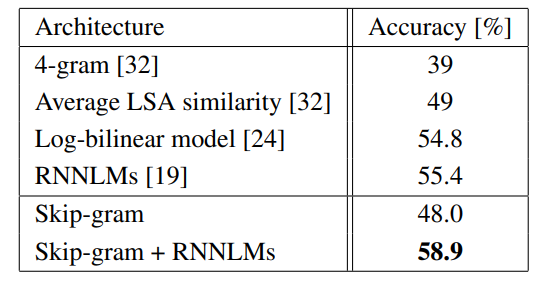 Architecture Accuracy [%]
4-gram [32] 39
Average LSA similarity [32] 49
Log-bilinear model [24] 54.8
RNNLMs [19] 55.4
Skip-gram 48.0
Skip-gram + RNNLMs 58.9